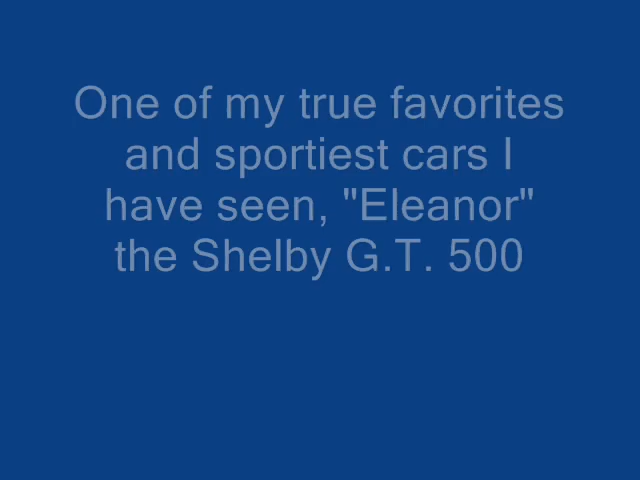 One of my true favorites
and sportiest cars I
have seen, "Eleanor"
the Shelby G.T. 500